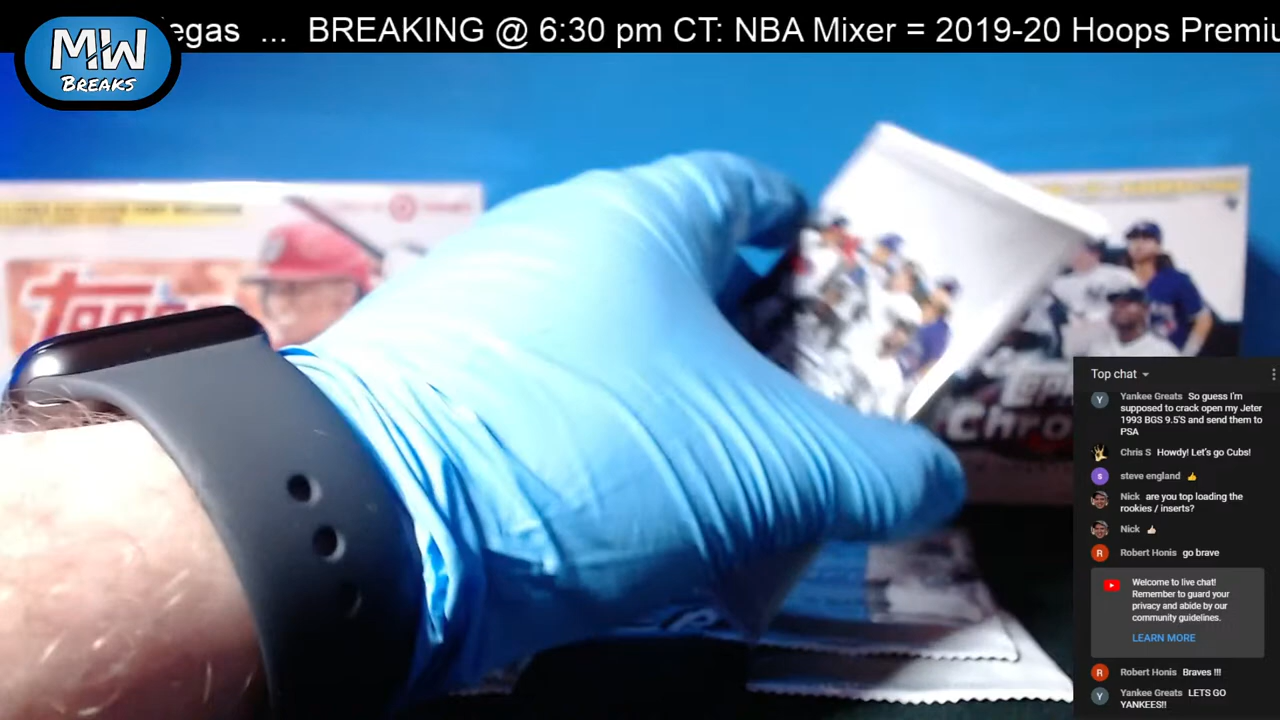 egas ... BREAKING @ 6:30 pm CT: NBA Mixer = 2019-20 Hoops Premiu
MW
BREAKS
Topps
Topps
Chro
Top chat
Y Yankee Greats So guess I'm
supposed to crack open my Jeter
1993 BGS 9.5'S and send them to
PSA
Chris S Howdy! Let's go Cubs!
s steve england 👍
Nick are you top loading the
rookies / inserts?
Nick 👍🏻
R Robert Honis go brave
Welcome to live chat!
Remember to guard your
privacy and abide by our
community guidelines.
LEARN MORE
R Robert Honis Braves !!!
Y Yankee Greats LETS GO
YANKEES!!